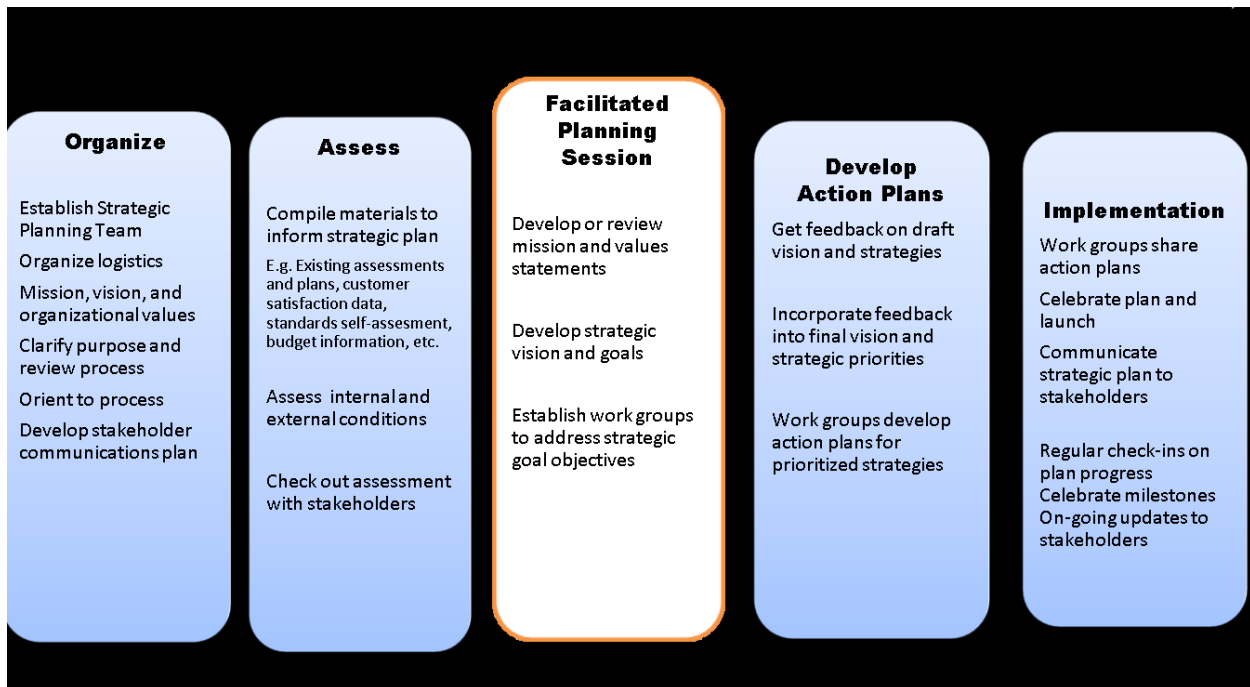 Organize
Establish Strategic
Planning Team
Organize logistics
Mission, vision, and
organizational values
Clarify purpose and
review process
Orient to process
Develop stakeholder
communications plan
Assess
Compile materials to
inform strategic plan
E.g. Existing assessments
and plans, customer
satisfaction data,
standards self-assesment,
budget information, etc.
Assess internal and
external conditions
Check out assessment
with stakeholders
Facilitated
Planning
Session
Develop or review
mission and values
statements
Develop strategic
vision and goals
Establish work groups
to address strategic
goal objectives
Develop
Action Plans
Get feedback on draft
vision and strategies
Incorporate feedback
into final vision and
strategic priorities
Work groups develop
action plans for
prioritized strategies
Implementation
Work groups share
action plans
Celebrate plan and
launch
Communicate
strategic plan to
stakeholders
Regular check-ins on
plan progress
Celebrate milestones
On-going updates to
stakeholders